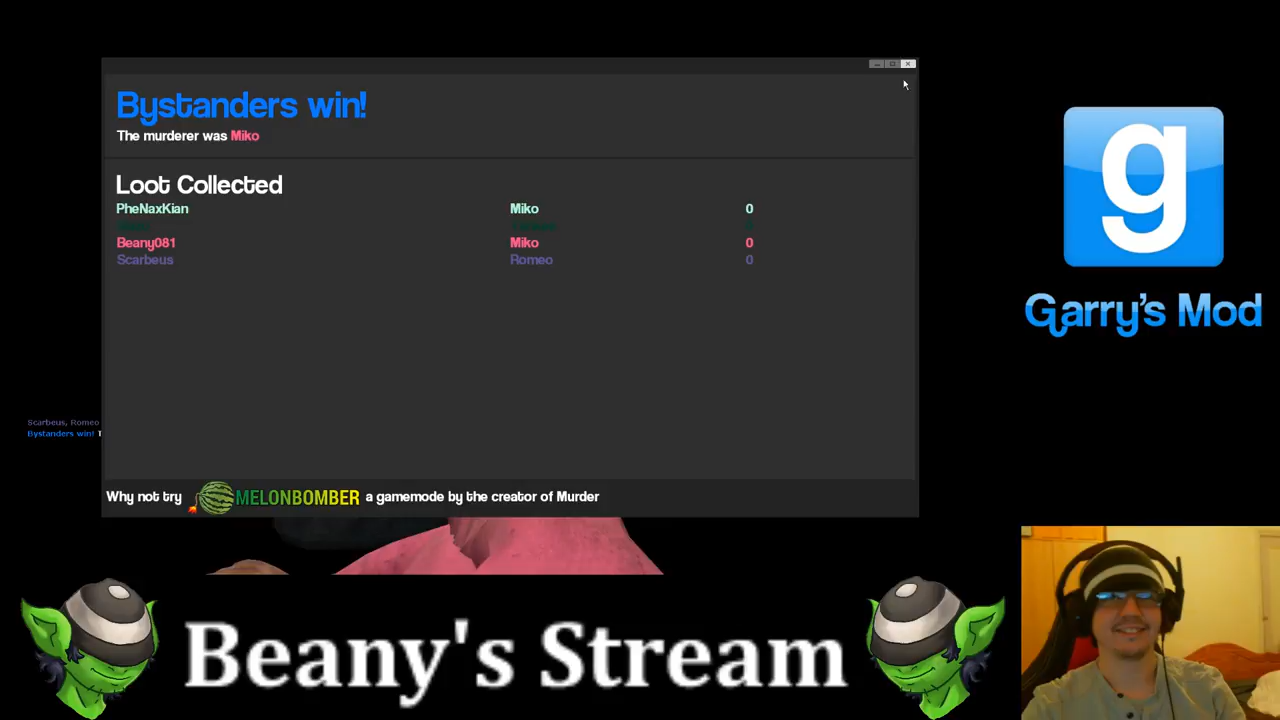 Bystanders win!
The murderer was Miko
Loot Collected
PheNaxKian Miko 0
Beany081 Miko 0
Scarbeus Romeo 0
Scarbeus, Romeo
Bystanders win! T
Why not try MELONBOMBER a gamemode by the creator of Murder
g
Garry's Mod
Beany's Stream